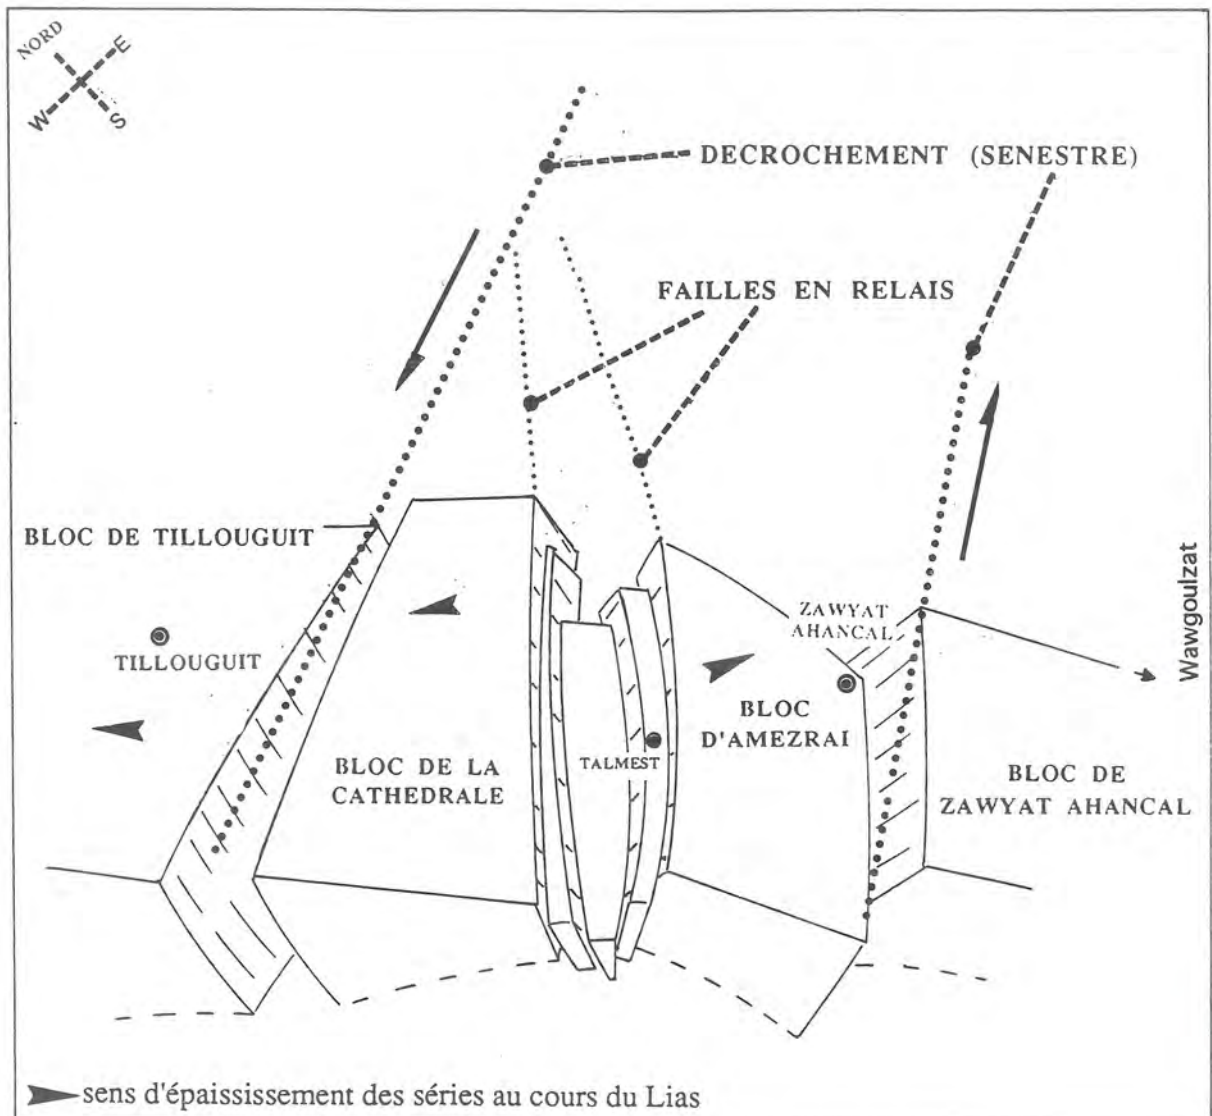 NORD
E
W
S
DECROCHEMENT (SENESTRE)
FAILLES EN RELAIS
BLOC DE TILLOUGUIT
TILLOUGUIT
ZAWYAT
AHANCAL
Wawgoulzat
BLOC
D'AMEZRAI
TALMEST
BLOC DE LA
CATHEDRALE
BLOC DE
ZAWYAT AHANCAL
sens d'épaississement des séries au cours du Lias